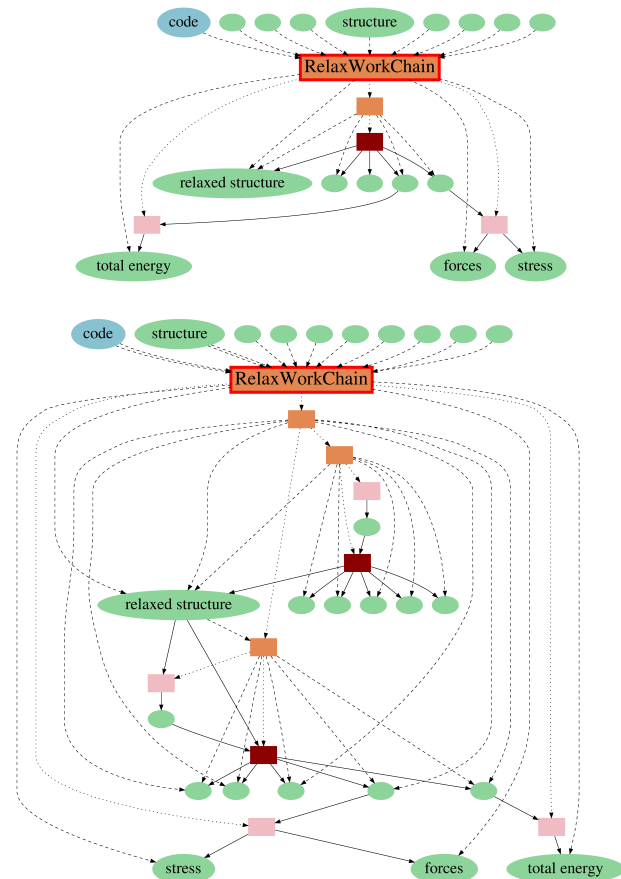 code
structure
RelaxWorkChain
relaxed structure
total energy
forces
stress
code
structure
RelaxWorkChain
relaxed structure
stress
forces
total energy